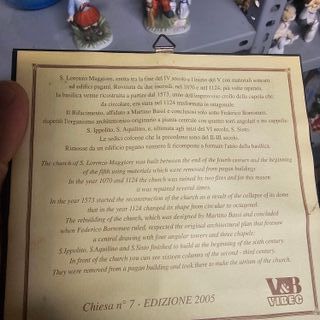 S. Lorenzo Maggiore, eretta tra la fine del IV secolo e l'inizio del V con materiali sottratti
ad edifici pagani. Rovinata da due incendi, nel 1070 e nel 1124, più volte riparata,
la basilica venne ricostruita a partire dal 1573, dopo dell'improvviso crollo della cupola che
da circolare, era stata nel 1124 trasformata in ottagonale.
Il Rifacimento, affidato a Martino Bassi e conclusosi solo sotto Federico Borromeo,
rispettò l'organismo architettonico originario a pianta centrale con quattro torri angolari e tre cappelle:
S. Ippolito, S. Aquilino, e, ultimata agli inizi del VI secolo, S. Sisto.
Le sedici colonne che si trovano davanti sono del II-III secolo.
Rimosse da un edificio pagano vennero lì ricomposte a formare l'atrio della basilica.
The church of S. Lorenzo Maggiore was built between the end of the fourth century and the beginning
of the fifth using materials which were removed from pagan buildings
In the year 1070 and 1124 the church was ruined by two fires and for this reason
it was repaired several times.
In the year 1573 started the reconstruction of the church as a result of the collapse of its dome
that in the year 1124 changed its shape from circular to octagonal.
The rebuilding of the church, which was designed by Martino Bassi and concluded
when Federico Borromeo ruled, respected the original architectural plan that foresaw
a central drawing with four angular towers and three chapels:
S.Ippolito, S.Aquilino and S.Sisto finished to build at the beginning of the sixth century.
In front of the church you can see sixteen columns of the second - third century.
They were removed from a pagan building and took there to make the atrium of the church.
Chiesa n° 7 - EDIZIONE 2005
V&B
VIBEC